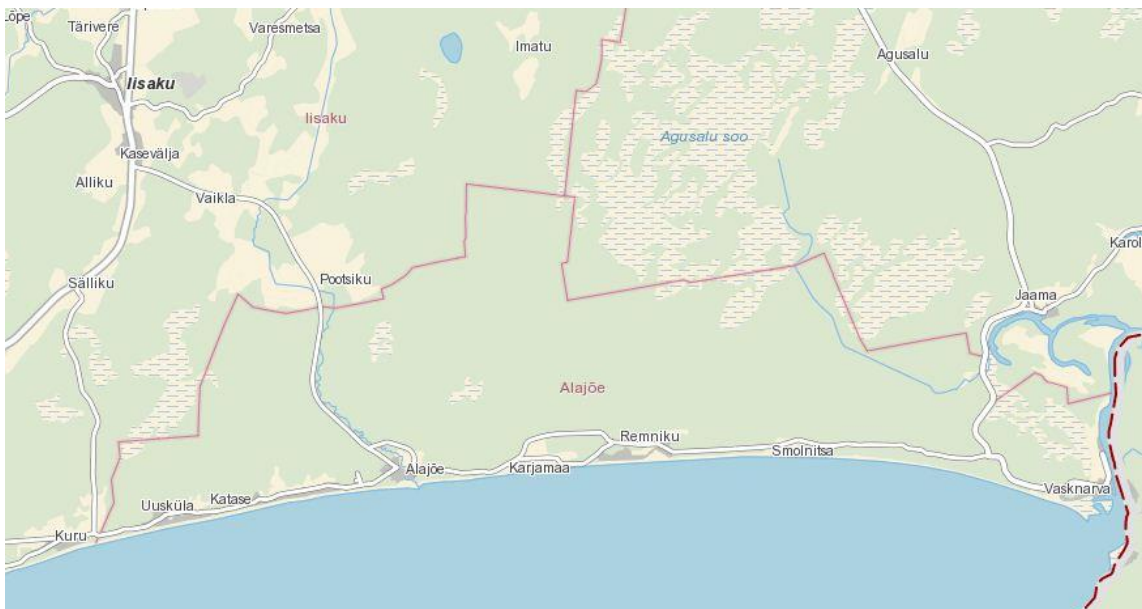 Lõpe
Tärivere
Varesmetsa
Imatu
Agusalu
Iisaku
Iisaku
Agusalu soo
Kasevälja
Alliku
Vaikla
Karol
Pootsiku
Sälliku
Jaama
Alajõe
Remniku
Smolnitsa
Alajõe
Karjamaa
Vasknarva
Katase
Uusküla
Kuru